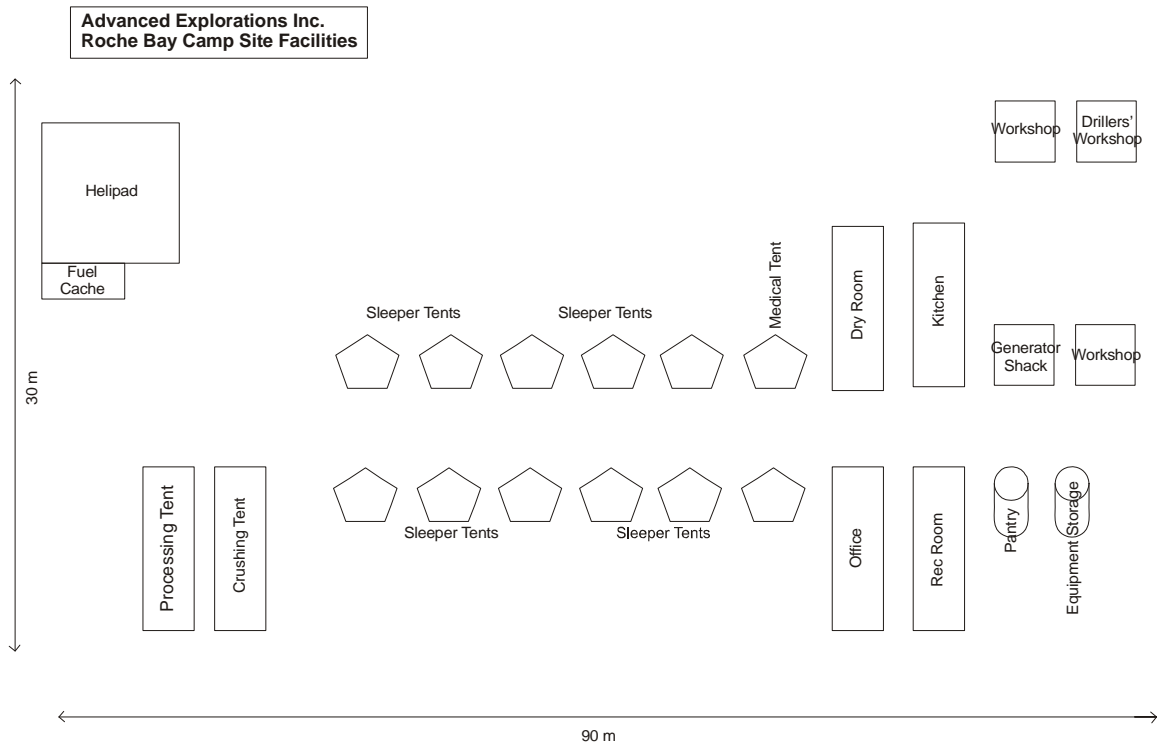 Advanced Explorations Inc.
Roche Bay Camp Site Facilities
Workshop
Drillers'
Workshop
Helipad
Fuel
Cache
Sleeper Tents
Sleeper Tents
Medical Tent
Dry Room
Kitchen
Generator
Shack
Workshop
30 m
Processing Tent
Crushing Tent
Sleeper Tents
Sleeper Tents
Office
Rec Room
Pantry
Equipment Storage
90 m